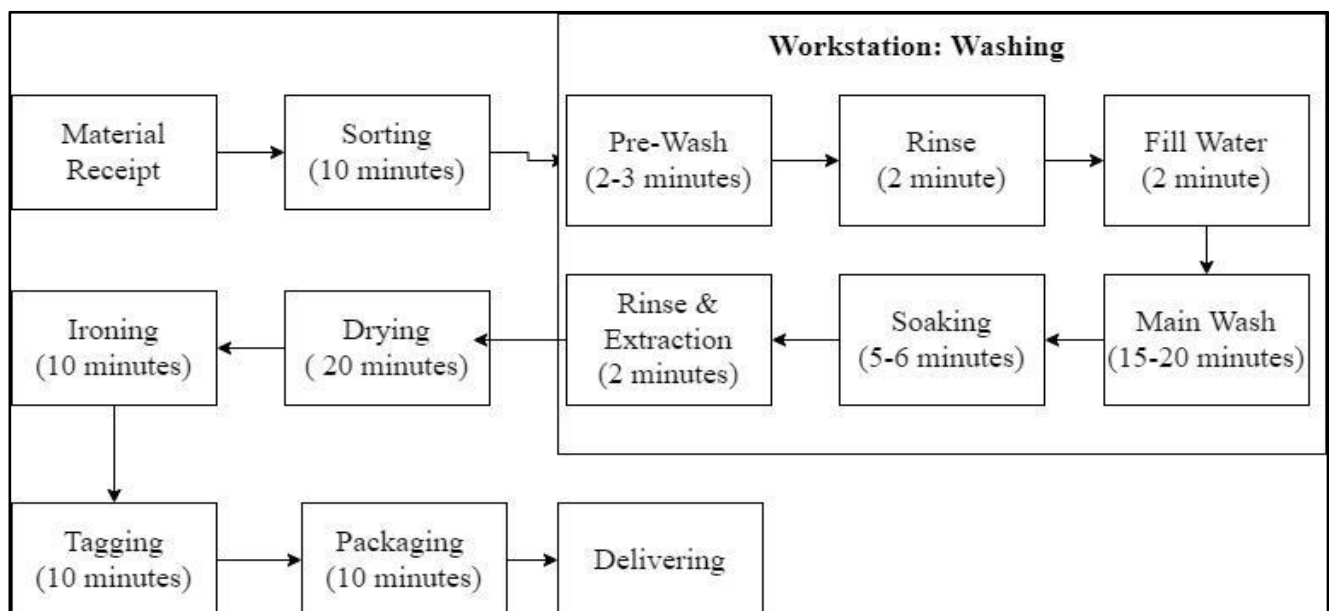 Workstation: Washing
Material
Receipt
Sorting
(10 minutes)
Pre-Wash
(2-3 minutes)
Rinse
(2 minute)
Fill Water
(2 minute)
Main Wash
(15-20 minutes)
Soaking
(5-6 minutes)
Rinse &
Extraction
(2 minutes)
Drying
( 20 minutes)
Ironing
(10 minutes)
Tagging
(10 minutes)
Packaging
(10 minutes)
Delivering